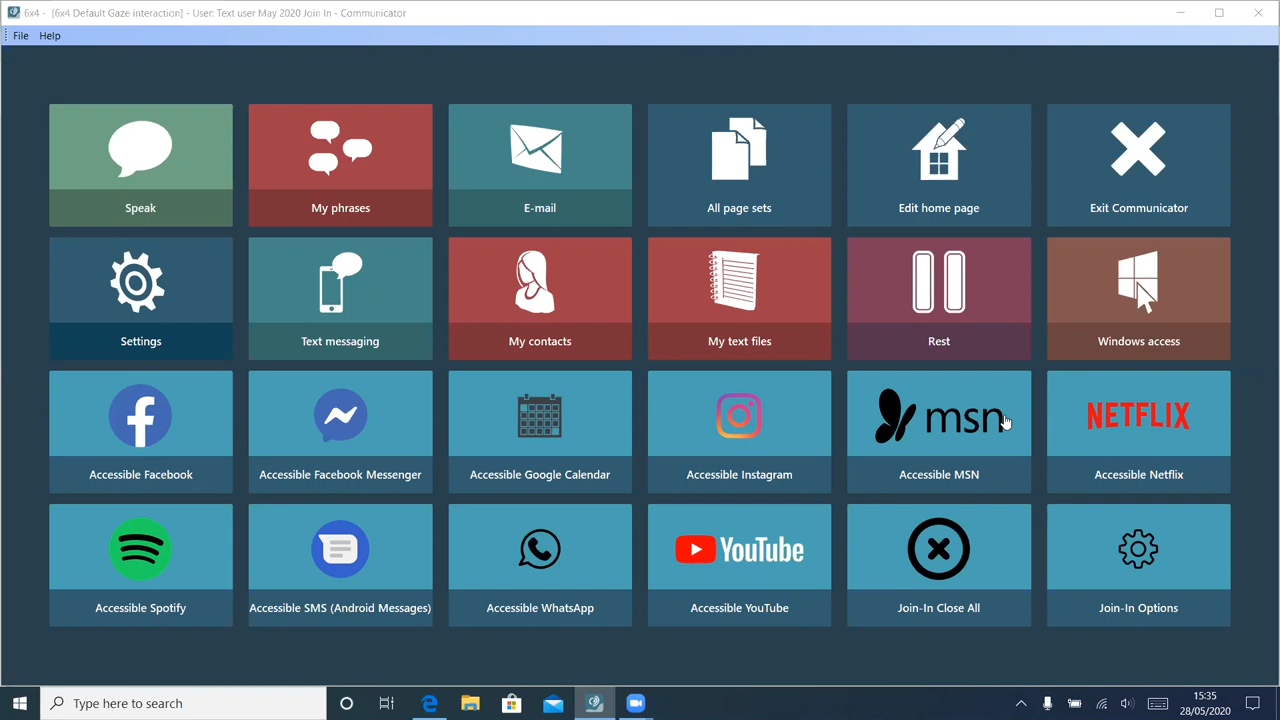 6x4 - [6x4 Default Gaze interaction] - User: Text user May 2020 Join In - Communicator
File Help
Speak
My phrases
E-mail
All page sets
Edit home page
Exit Communicator
Settings
Text messaging
My contacts
My text files
Rest
Windows access
f
msn
NETFLIX
Accessible Facebook
Accessible Facebook Messenger
Accessible Google Calendar
Accessible Instagram
Accessible MSN
Accessible Netflix
YouTube
Accessible Spotify
Accessible SMS (Android Messages)
Accessible WhatsApp
Accessible YouTube
Join-In Close All
Join-In Options
Type here to search
15:35
28/05/2020